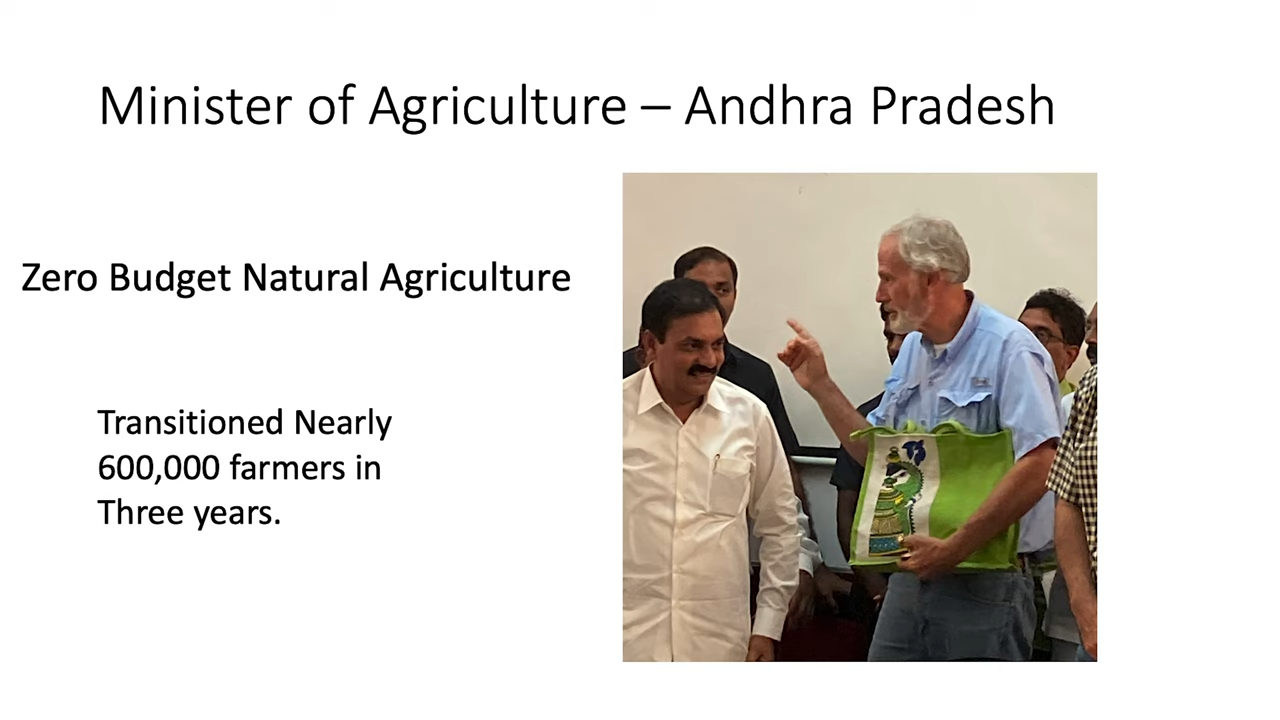 Minister of Agriculture – Andhra Pradesh
Zero Budget Natural Agriculture
Transitioned Nearly
600,000 farmers in
Three years.